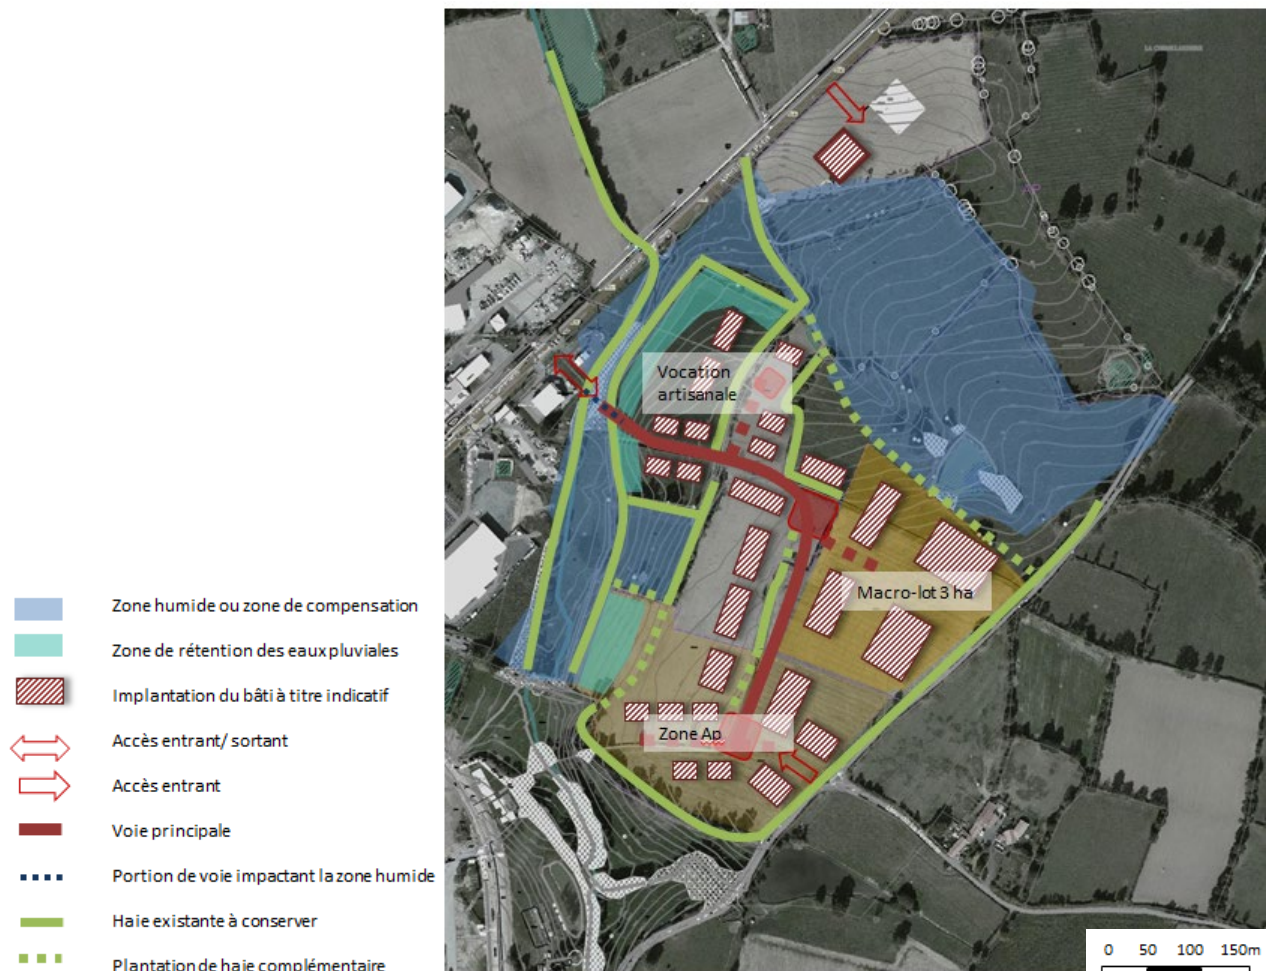 Vocation
artisanale
Macro-lot 3 ha
Zone Ap
Zone humide ou zone de compensation
Zone de rétention des eaux pluviales
Implantation du bâti à titre indicatif
Accès entrant/ sortant
Accès entrant
Voie principale
Portion de voie impactant la zone humide
Haie existante à conserver
Plantation de haie complémentaire
0 50 100 150m